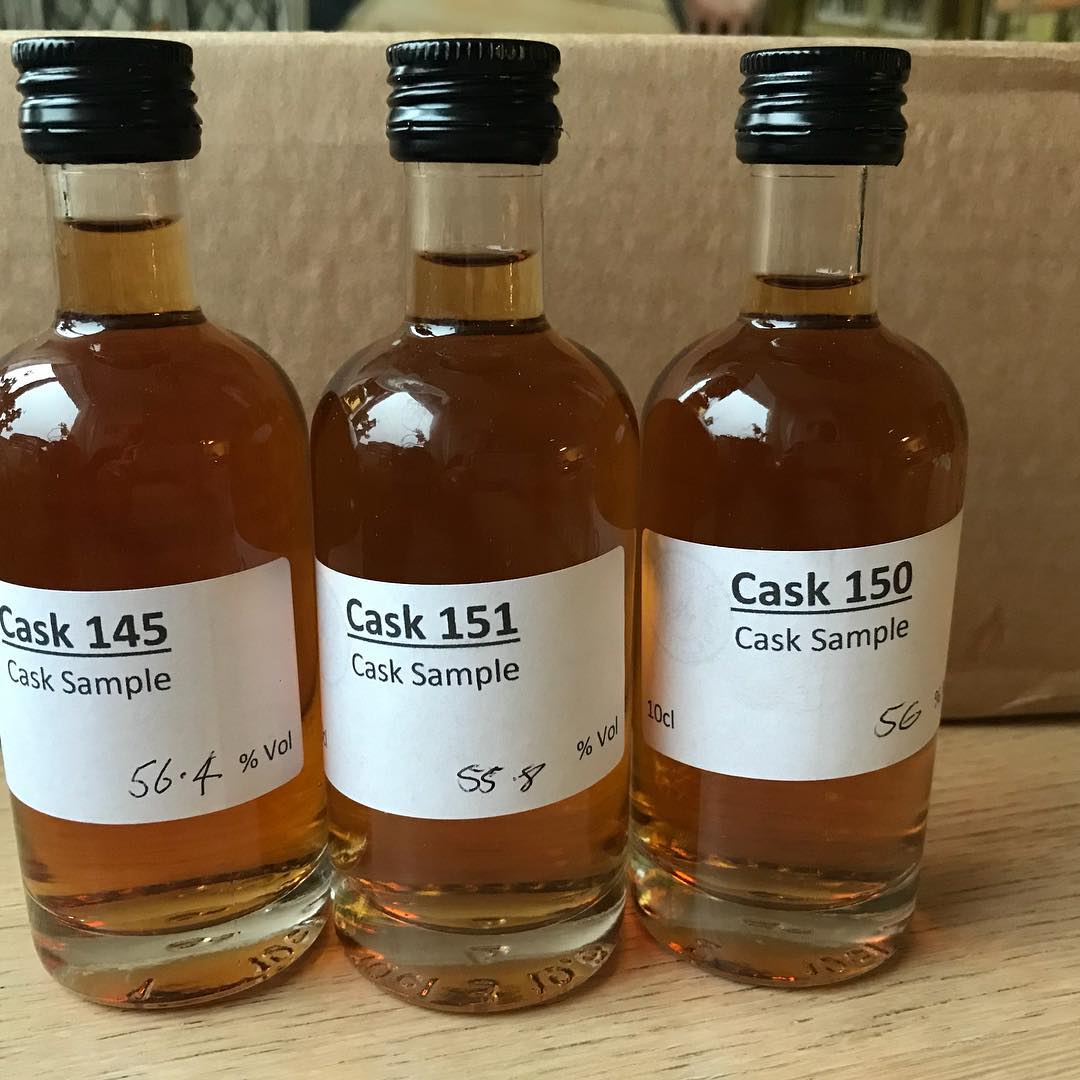 Cask 145
Cask Sample
56.4 % Vol
Cask 151
Cask Sample
55.8 % Vol
Cask 150
Cask Sample
10cl
56 %